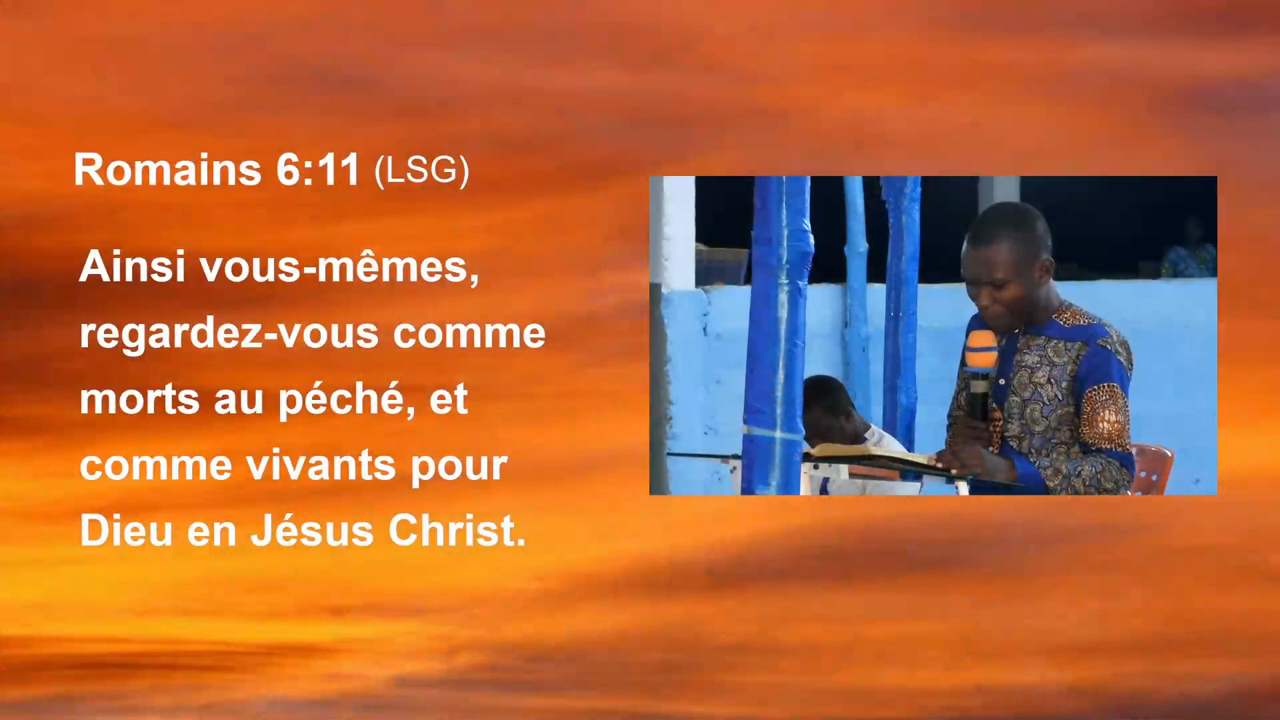 Romains 6:11 (LSG)
Ainsi vous-mêmes,
regardez-vous comme
morts au péché, et
comme vivants pour
Dieu en Jésus Christ.